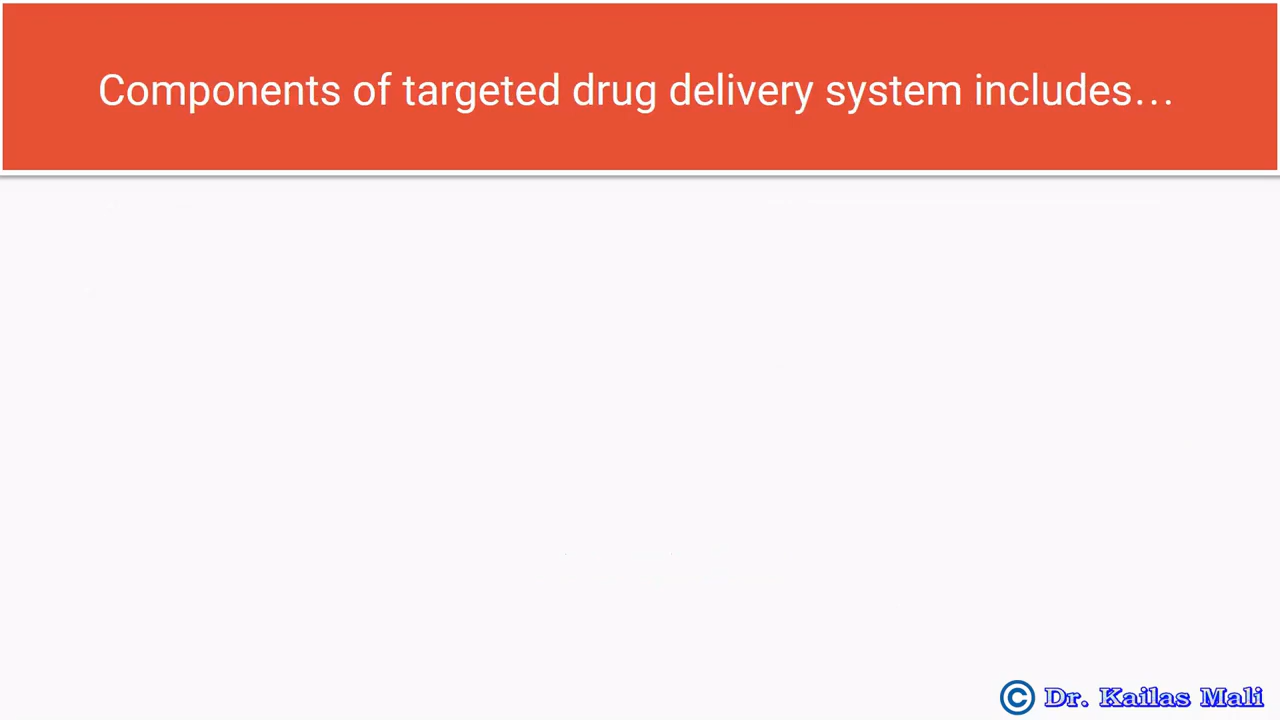 Components of targeted drug delivery system includes…
© Dr. Kailas Mali